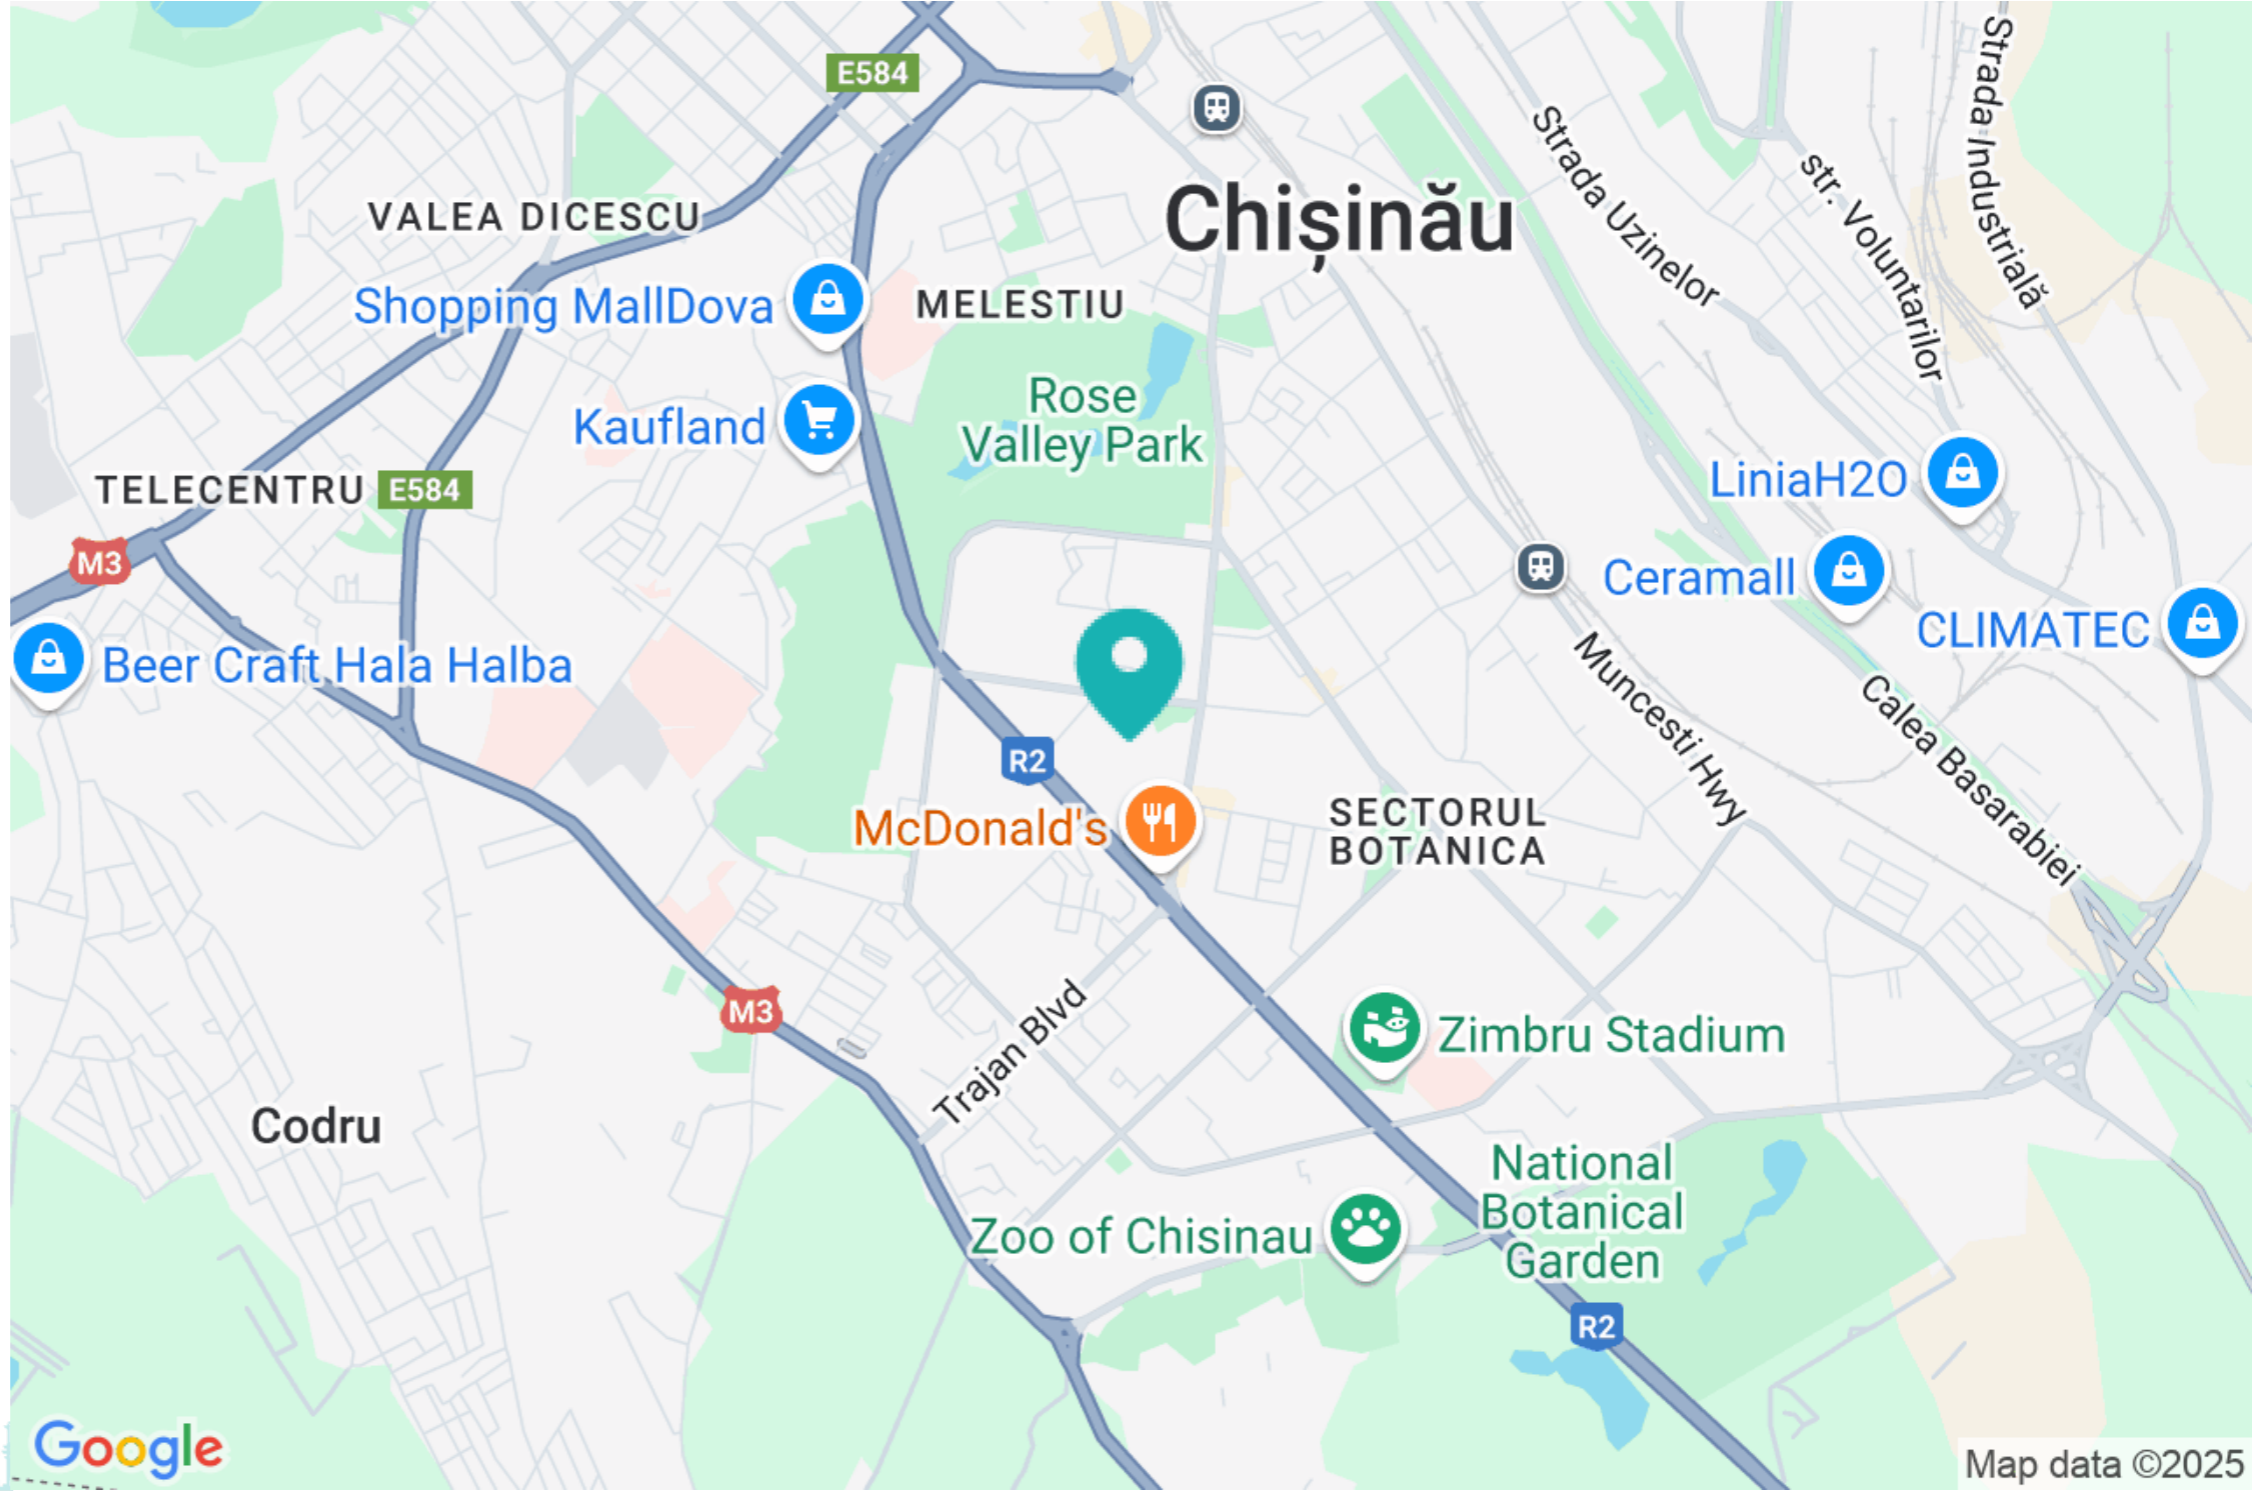 Strada Industrială
E584
Strada Uzinelor
str. Voluntarilor
VALEA DICESCU
Chișinău
Shopping MallDova
MELESTIU
Rose
Valley Park
Kaufland
LiniaH2O
TELECENTRU
E584
M3
Ceramall
CLIMATEC
Beer Craft Hala Halba
Muncesti Hwy
Calea Basarabiei
R2
McDonald's
SECTORUL
BOTANICA
M3
Trajan Blvd
Zimbru Stadium
Codru
National
Botanical
Garden
Zoo of Chisinau
R2
Google
Map data ©2025